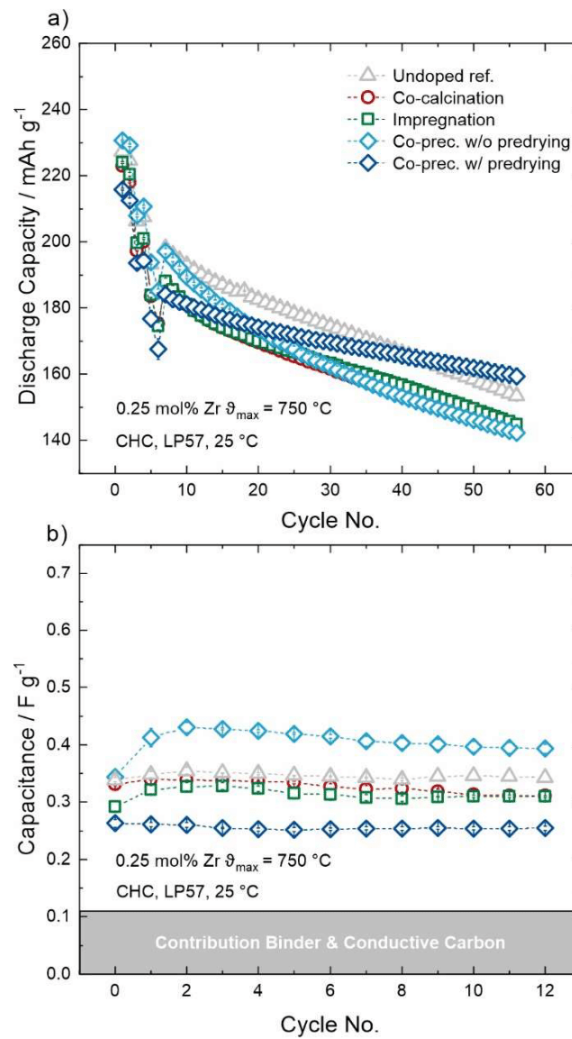 a)
260
240
220
200
180
160
140
Discharge Capacity / mAh g⁻¹
Undoped ref.
Co-calcination
Impregnation
Co-prec. w/o predrying
Co-prec. w/ predrying
0.25 mol% Zr ϑmax = 750 °C
CHC, LP57, 25 °C
0 10 20 30 40 50 60
Cycle No.
b)
0.7
0.6
0.5
0.4
0.3
0.2
0.1
0.0
Capacitance / F g⁻¹
0.25 mol% Zr ϑmax = 750 °C
CHC, LP57, 25 °C
Contribution Binder & Conductive Carbon
0 2 4 6 8 10 12
Cycle No.